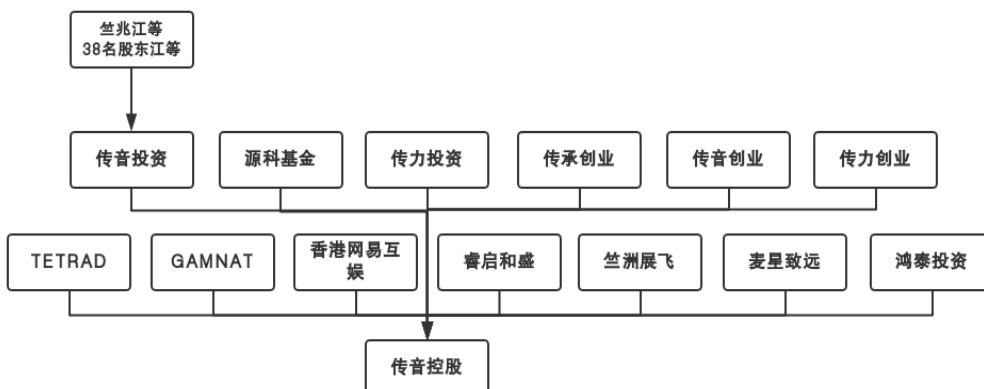 竺兆江等
38名股东江等
传音投资
源科基金
传力投资
传承创业
传音创业
传力创业
TETRAD
GAMNAT
香港网易互
娱
睿启和盛
竺洲展飞
麦星致远
鸿泰投资
传音控股